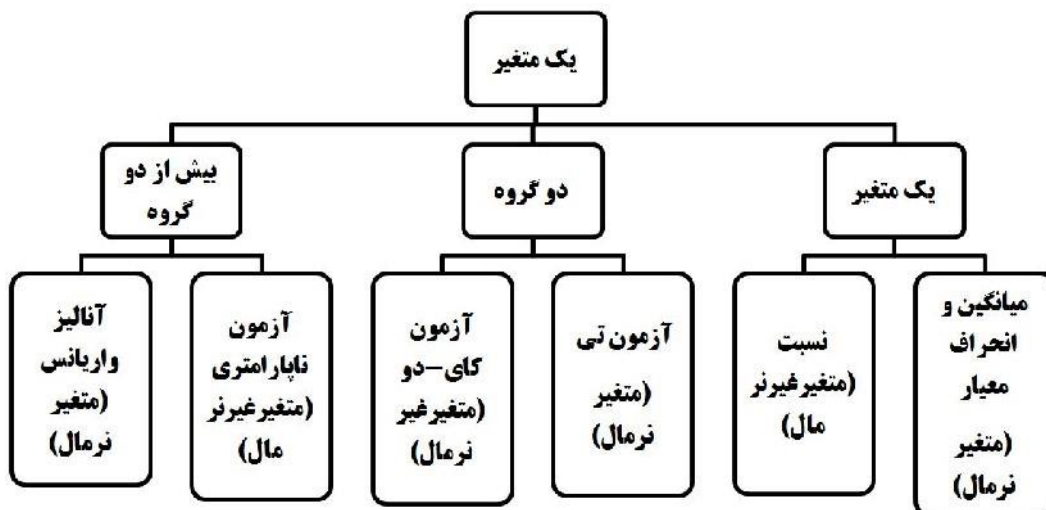 یک متغیر
یک متغیر
دو گروه
بیش از دو
گروه
میانگین و
انحراف
معیار
(متغیر
نرمال)
نسبت
(متغیرغیرنر
مال)
آزمون تی
(متغیر
نرمال)
آزمون
کای-دو
(متغیرغیر
نرمال)
آزمون
ناپارامتری
(متغیرغیرنر
مال)
آنالیز
واریانس
(متغیر
نرمال)